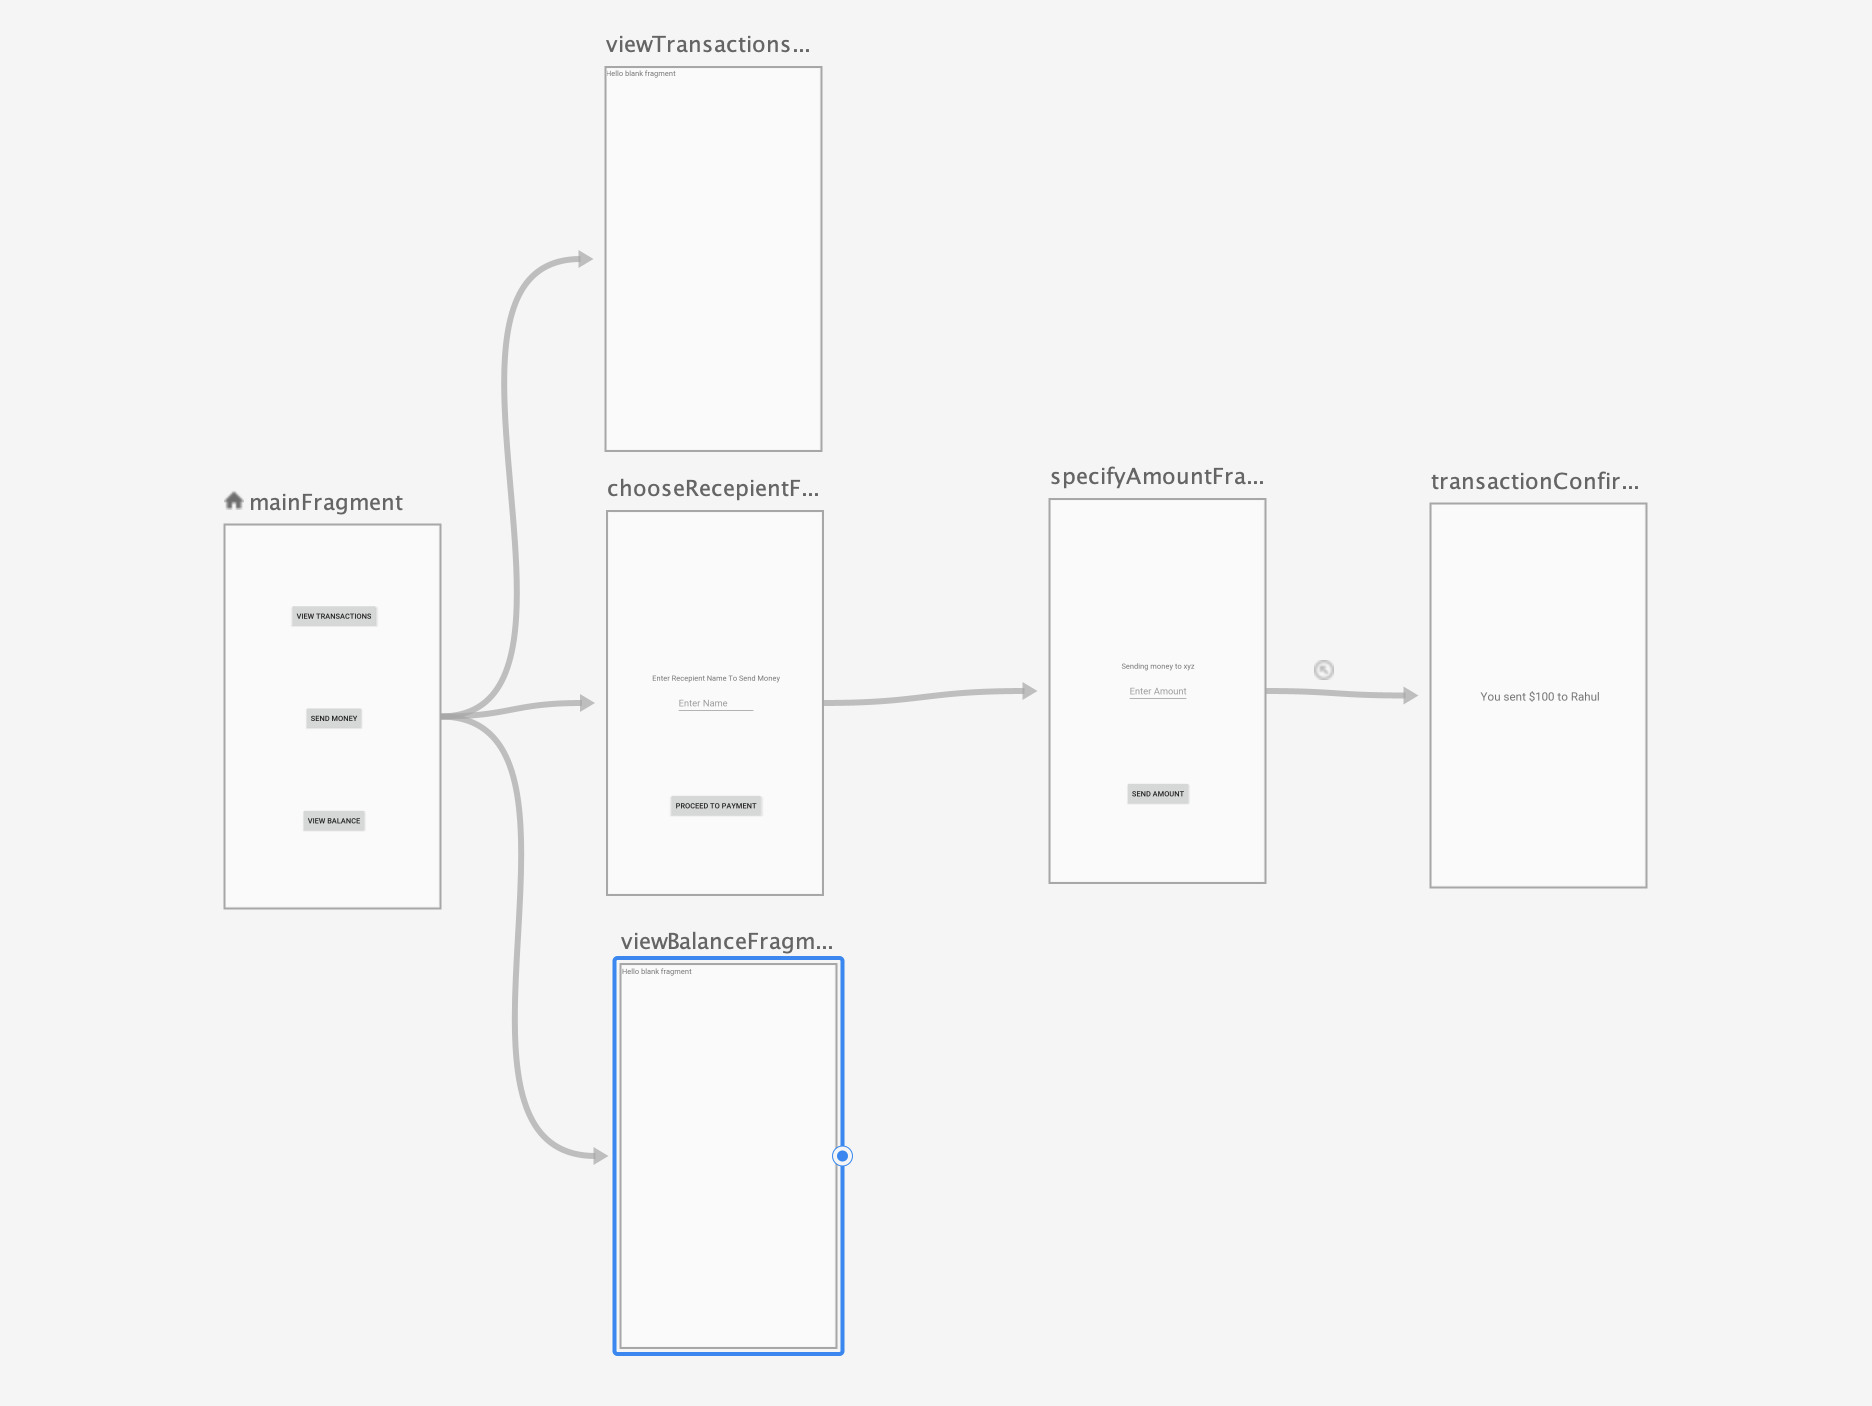 viewTransactions...
Hello blank fragment
mainFragment
VIEW TRANSACTIONS
SEND MONEY
VIEW BALANCE
chooseRecepientF...
Enter Recepient Name To Send Money
Enter Name
PROCEED TO PAYMENT
specifyAmountFra...
Sending money to xyz
Enter Amount
SEND AMOUNT
transactionConfir...
You sent $100 to Rahul
viewBalanceFragm...
Hello blank fragment